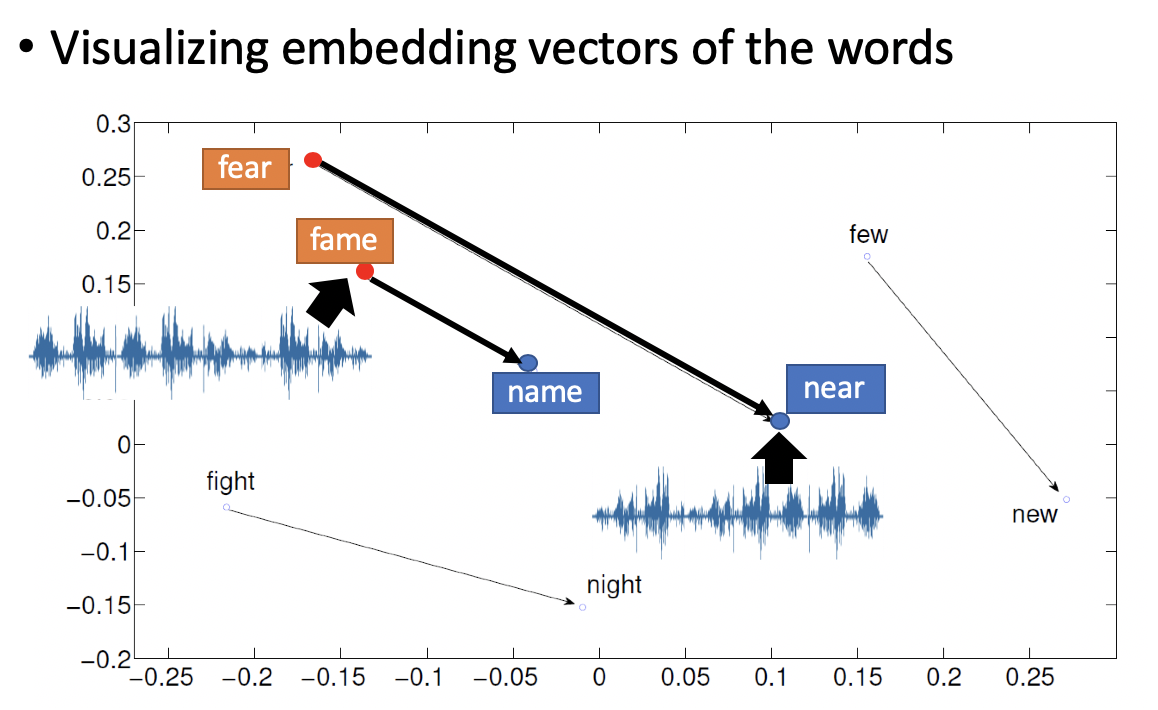 • Visualizing embedding vectors of the words
0.3
fear
0.25
few
0.2
fame
0.15
near
name
0
fight
−0.05
new
−0.1
night
−0.15
−0.2
−0.25 −0.2 −0.15 −0.1 −0.05 0 0.05 0.1 0.15 0.2 0.25